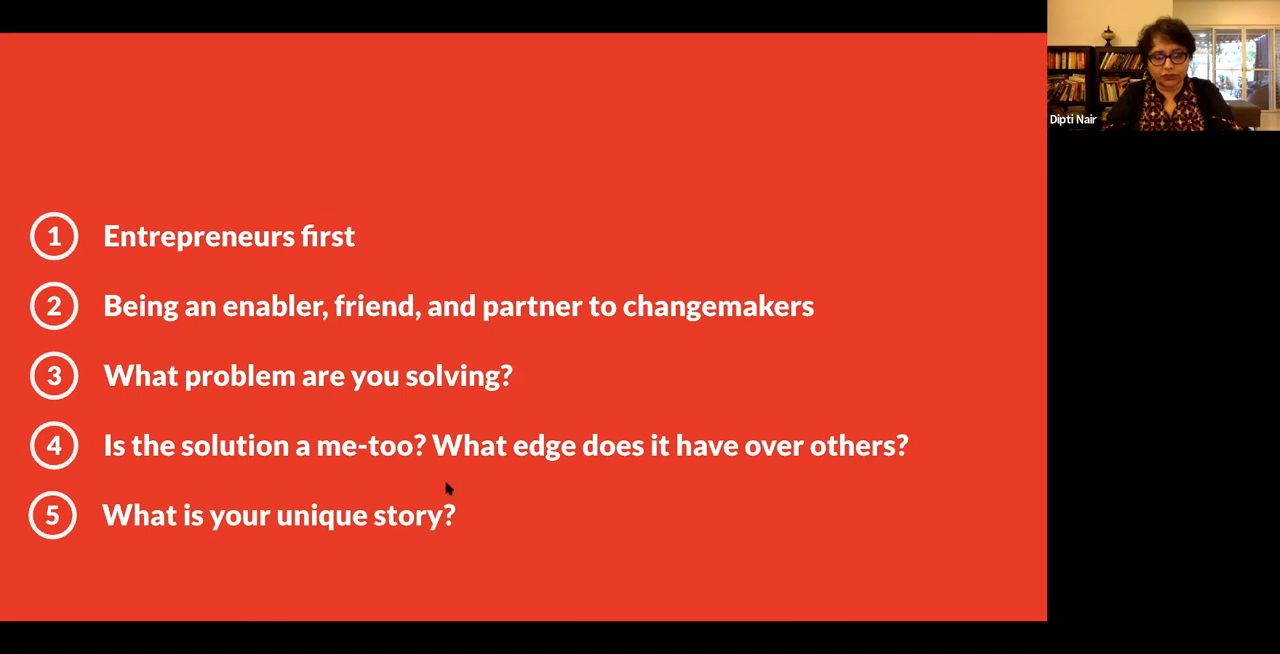 1 Entrepreneurs first
2 Being an enabler, friend, and partner to changemakers
3 What problem are you solving?
4 Is the solution a me-too? What edge does it have over others?
5 What is your unique story?
Dipti Nair